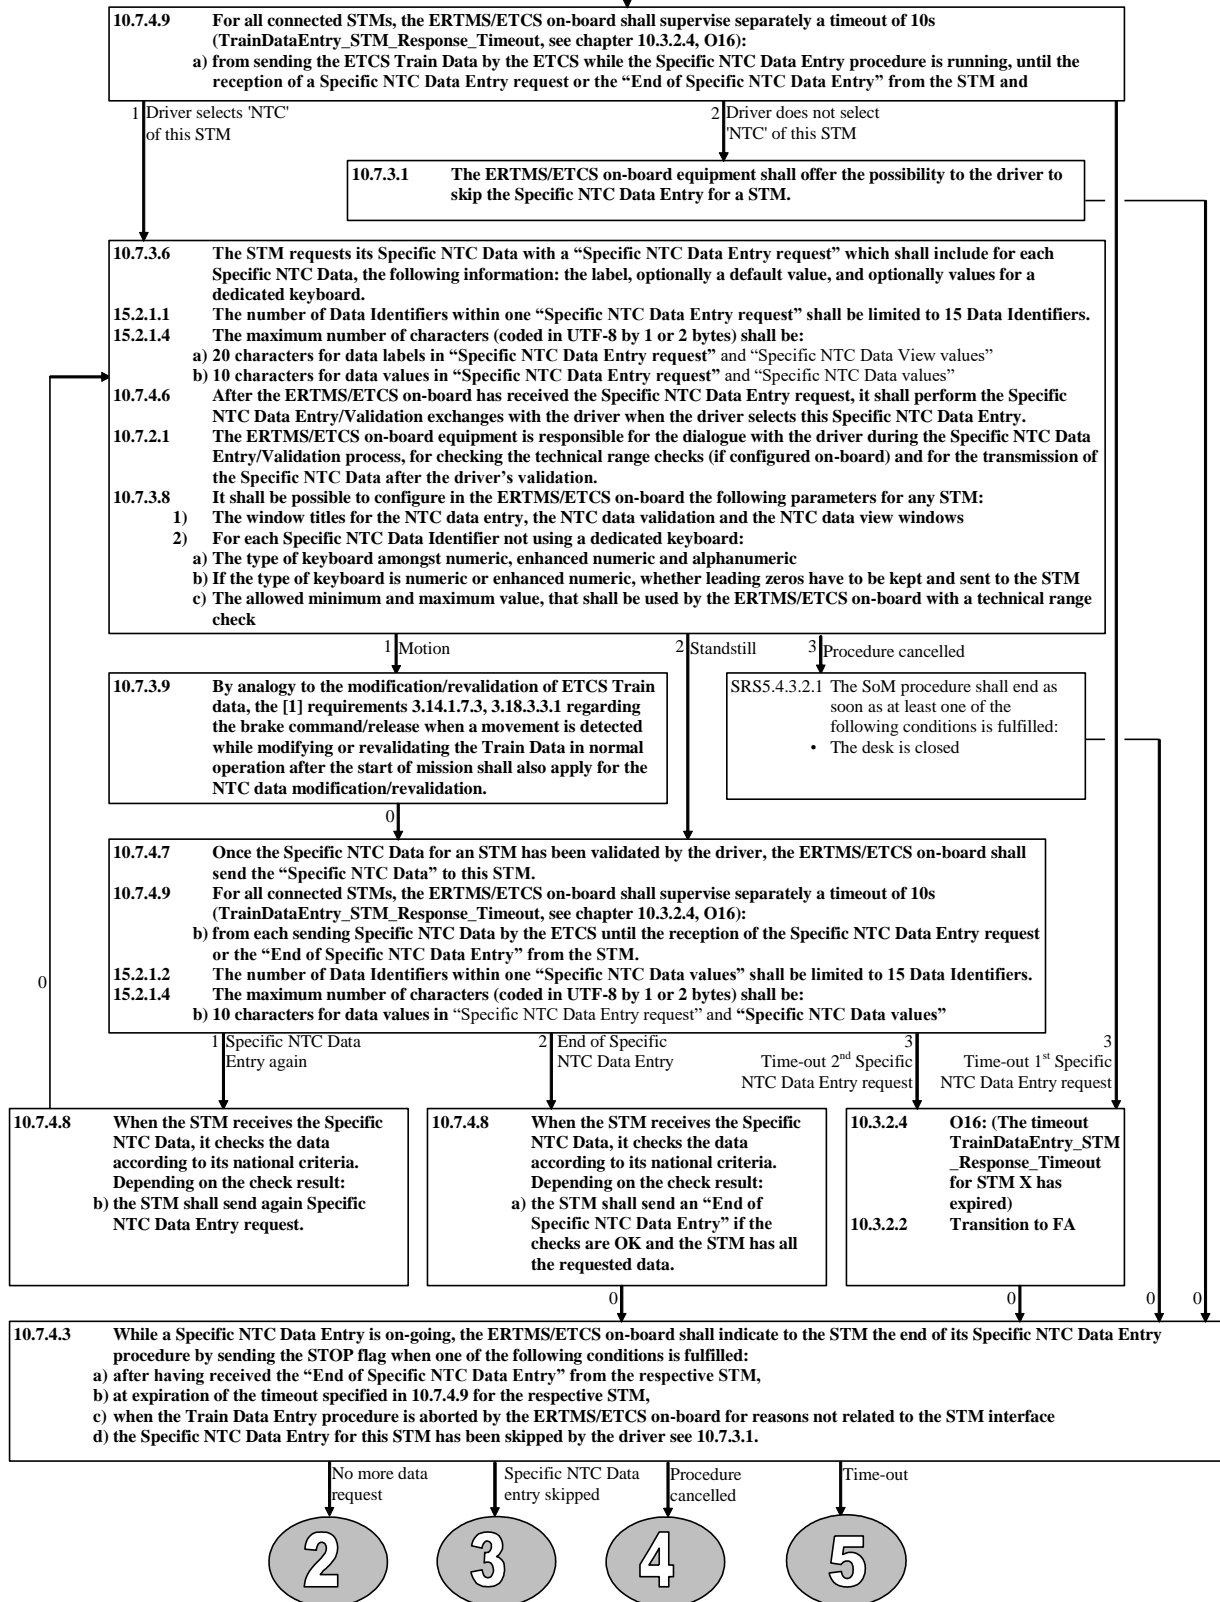 10.7.4.9 For all connected STMs, the ERTMS/ETCS on-board shall supervise separately a timeout of 10s
(TrainDataEntry_STM_Response_Timeout, see chapter 10.3.2.4, O16):
a) from sending the ETCS Train Data by the ETCS while the Specific NTC Data Entry procedure is running, until the
reception of a Specific NTC Data Entry request or the “End of Specific NTC Data Entry” from the STM and
1 Driver selects 'NTC'
of this STM
2 Driver does not select
'NTC' of this STM
10.7.3.1 The ERTMS/ETCS on-board equipment shall offer the possibility to the driver to
skip the Specific NTC Data Entry for a STM.
10.7.3.6 The STM requests its Specific NTC Data with a “Specific NTC Data Entry request” which shall include for each
Specific NTC Data, the following information: the label, optionally a default value, and optionally values for a
dedicated keyboard.
15.2.1.1 The number of Data Identifiers within one “Specific NTC Data Entry request” shall be limited to 15 Data Identifiers.
15.2.1.4 The maximum number of characters (coded in UTF-8 by 1 or 2 bytes) shall be:
a) 20 characters for data labels in “Specific NTC Data Entry request” and “Specific NTC Data View values”
b) 10 characters for data values in “Specific NTC Data Entry request” and “Specific NTC Data values”
10.7.4.6 After the ERTMS/ETCS on-board has received the Specific NTC Data Entry request, it shall perform the Specific
NTC Data Entry/Validation exchanges with the driver when the driver selects this Specific NTC Data Entry.
10.7.2.1 The ERTMS/ETCS on-board equipment is responsible for the dialogue with the driver during the Specific NTC Data
Entry/Validation process, for checking the technical range checks (if configured on-board) and for the transmission of
the Specific NTC Data after the driver’s validation.
10.7.3.8 It shall be possible to configure in the ERTMS/ETCS on-board the following parameters for any STM:
1) The window titles for the NTC data entry, the NTC data validation and the NTC data view windows
2) For each Specific NTC Data Identifier not using a dedicated keyboard:
a) The type of keyboard amongst numeric, enhanced numeric and alphanumeric
b) If the type of keyboard is numeric or enhanced numeric, whether leading zeros have to be kept and sent to the STM
c) The allowed minimum and maximum value, that shall be used by the ERTMS/ETCS on-board with a technical range
check
1 Motion
2 Standstill
3 Procedure cancelled
10.7.3.9 By analogy to the modification/revalidation of ETCS Train
data, the [1] requirements 3.14.1.7.3, 3.18.3.3.1 regarding
the brake command/release when a movement is detected
while modifying or revalidating the Train Data in normal
operation after the start of mission shall also apply for the
NTC data modification/revalidation.
SRS5.4.3.2.1 The SoM procedure shall end as
soon as at least one of the
following conditions is fulfilled:
• The desk is closed
0
10.7.4.7 Once the Specific NTC Data for an STM has been validated by the driver, the ERTMS/ETCS on-board shall
send the “Specific NTC Data” to this STM.
10.7.4.9 For all connected STMs, the ERTMS/ETCS on-board shall supervise separately a timeout of 10s
(TrainDataEntry_STM_Response_Timeout, see chapter 10.3.2.4, O16):
b) from each sending Specific NTC Data by the ETCS until the reception of the Specific NTC Data Entry request
or the “End of Specific NTC Data Entry” from the STM.
15.2.1.2 The number of Data Identifiers within one “Specific NTC Data values” shall be limited to 15 Data Identifiers.
15.2.1.4 The maximum number of characters (coded in UTF-8 by 1 or 2 bytes) shall be:
b) 10 characters for data values in “Specific NTC Data Entry request” and “Specific NTC Data values”
0
1 Specific NTC Data
Entry again
2 End of Specific
NTC Data Entry
3
Time-out 2nd Specific
NTC Data Entry request
3
Time-out 1st Specific
NTC Data Entry request
10.7.4.8 When the STM receives the Specific
NTC Data, it checks the data
according to its national criteria.
Depending on the check result:
b) the STM shall send again Specific
NTC Data Entry request.
10.7.4.8 When the STM receives the Specific
NTC Data, it checks the data
according to its national criteria.
Depending on the check result:
a) the STM shall send an “End of
Specific NTC Data Entry” if the
checks are OK and the STM has all
the requested data.
10.3.2.4 O16: (The timeout
TrainDataEntry_STM
_Response_Timeout
for STM X has
expired)
10.3.2.2 Transition to FA
0
0
0
0
10.7.4.3 While a Specific NTC Data Entry is on-going, the ERTMS/ETCS on-board shall indicate to the STM the end of its Specific NTC Data Entry
procedure by sending the STOP flag when one of the following conditions is fulfilled:
a) after having received the “End of Specific NTC Data Entry” from the respective STM,
b) at expiration of the timeout specified in 10.7.4.9 for the respective STM,
c) when the Train Data Entry procedure is aborted by the ERTMS/ETCS on-board for reasons not related to the STM interface
d) the Specific NTC Data Entry for this STM has been skipped by the driver see 10.7.3.1.
No more data
request
Specific NTC Data
entry skipped
Procedure
cancelled
Time-out
2
3
4
5